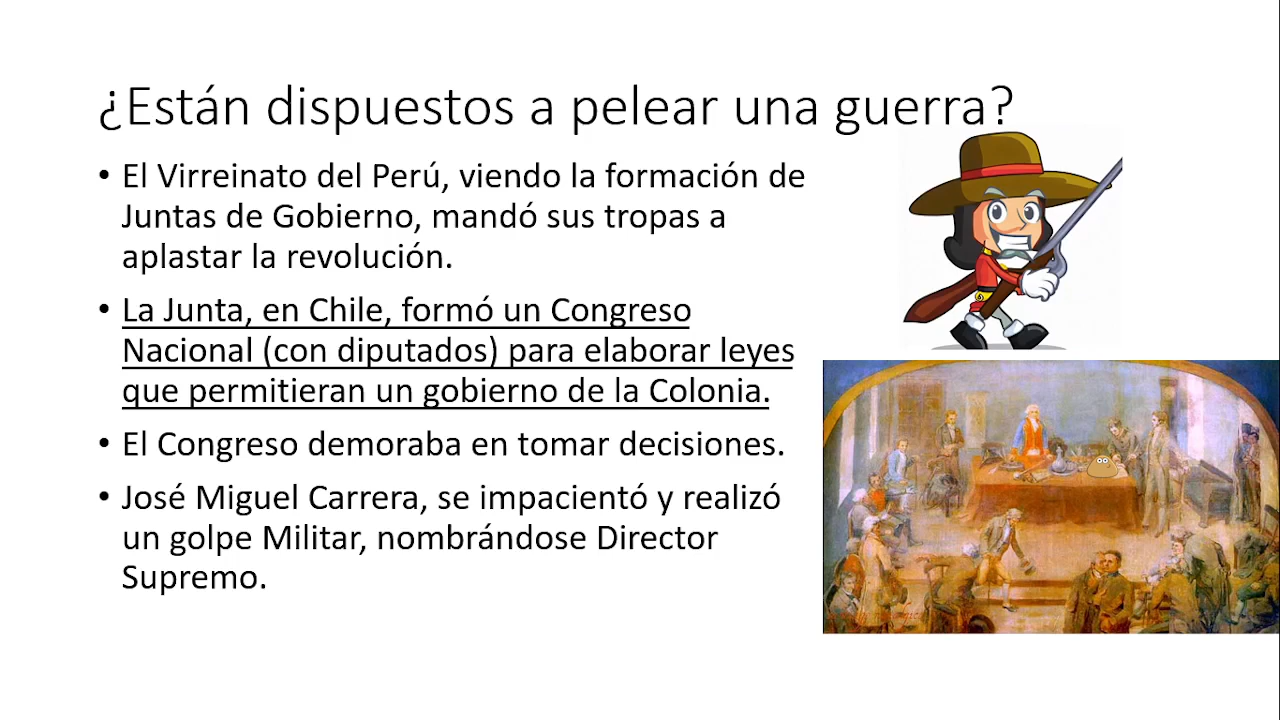 ¿Están dispuestos a pelear una guerra?
• El Virreinato del Perú, viendo la formación de
Juntas de Gobierno, mandó sus tropas a
aplastar la revolución.
• La Junta, en Chile, formó un Congreso
Nacional (con diputados) para elaborar leyes
que permitieran un gobierno de la Colonia.
• El Congreso demoraba en tomar decisiones.
• José Miguel Carrera, se impacientó y realizó
un golpe Militar, nombrándose Director
Supremo.